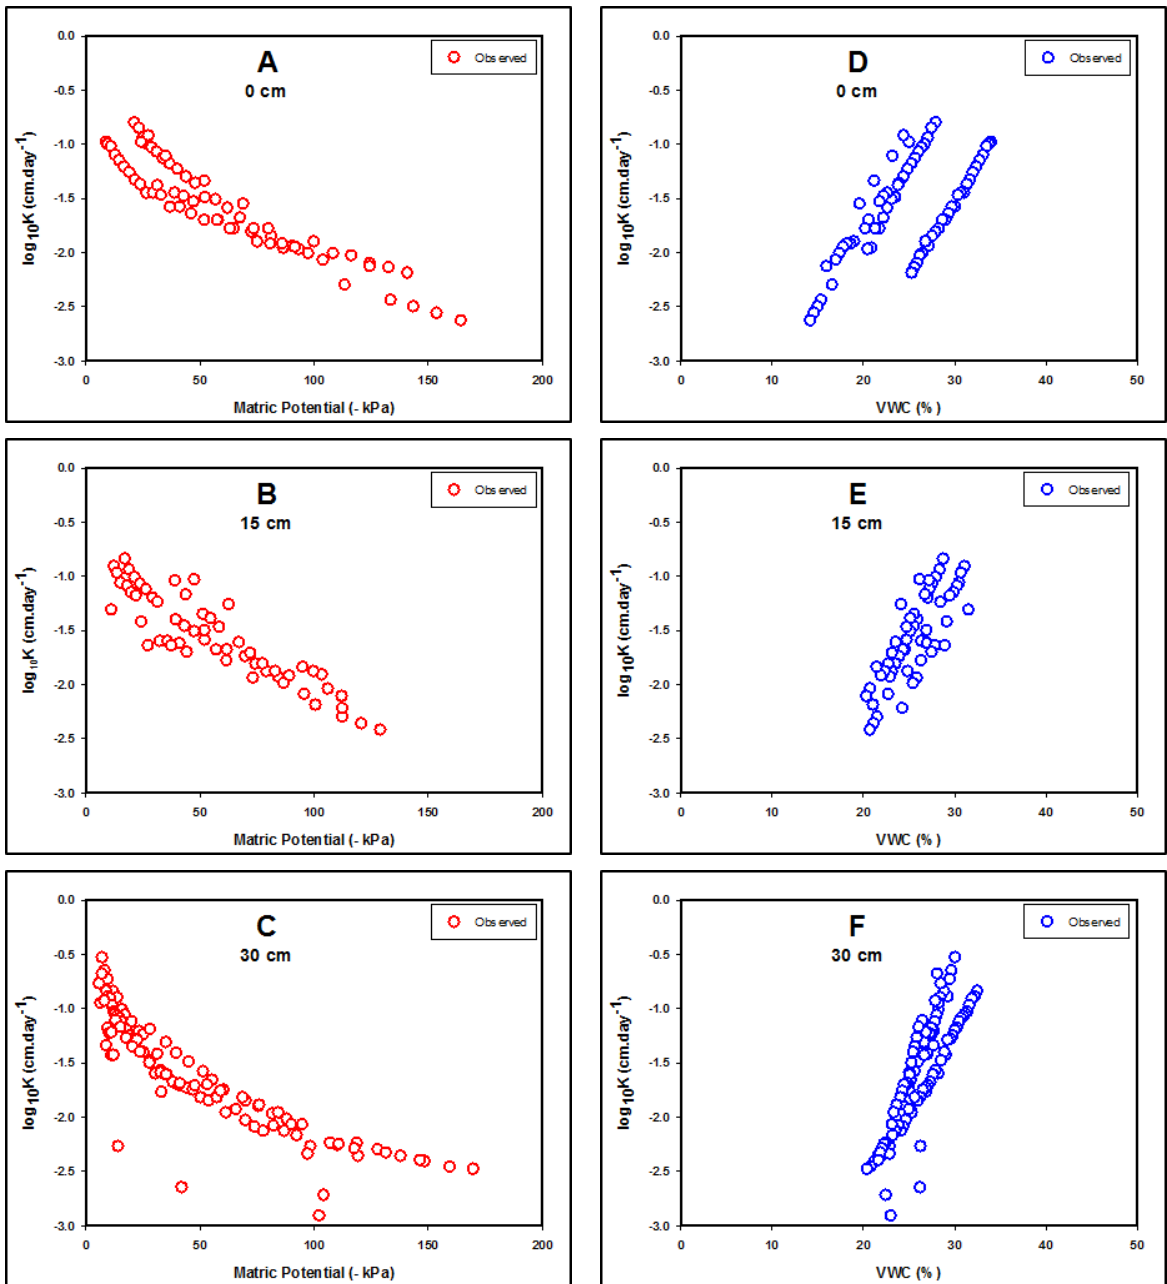 A
0 cm
Observed
0.0
-0.5
-1.0
-1.5
-2.0
-2.5
-3.0
log10K (cm.day-1)
0 50 100 150 200
Matric Potential (- kPa)
D
0 cm
Observed
0.0
-0.5
-1.0
-1.5
-2.0
-2.5
-3.0
log10K (cm.day-1)
0 10 20 30 40 50
VWC (%)
B
15 cm
Observed
0.0
-0.5
-1.0
-1.5
-2.0
-2.5
-3.0
log10K (cm.day-1)
0 50 100 150 200
Matric Potential (- kPa)
E
15 cm
Observed
0.0
-0.5
-1.0
-1.5
-2.0
-2.5
-3.0
log10K (cm.day-1)
0 10 20 30 40 50
VWC (%)
C
30 cm
Observed
0.0
-0.5
-1.0
-1.5
-2.0
-2.5
-3.0
log10K (cm.day-1)
0 50 100 150 200
Matric Potential (- kPa)
F
30 cm
Observed
0.0
-0.5
-1.0
-1.5
-2.0
-2.5
-3.0
log10K (cm.day-1)
0 10 20 30 40 50
VWC (%)